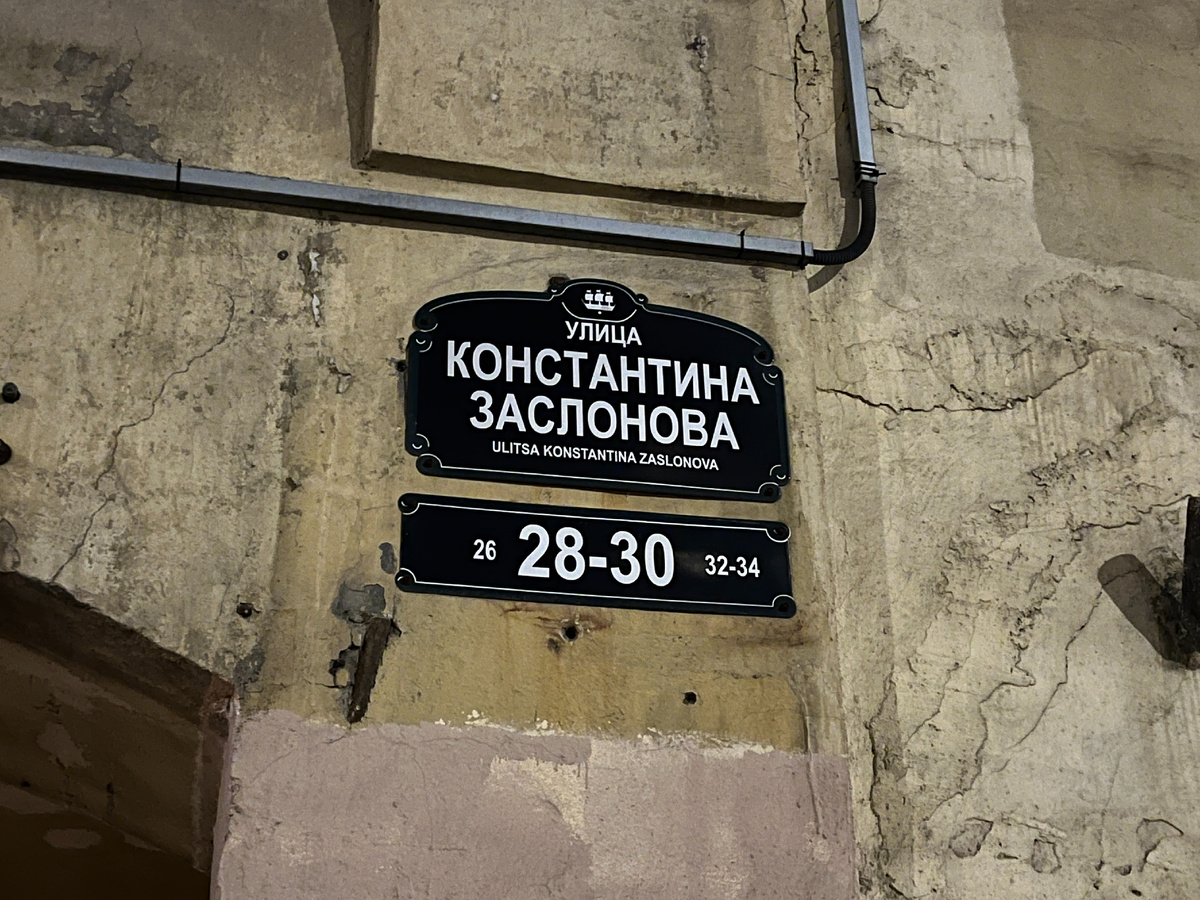 УЛИЦА
КОНСТАНТИНА
ЗАСЛОНОВА
ULITSA KONSTANTINA ZASLONOVA
26 28-30 32-34